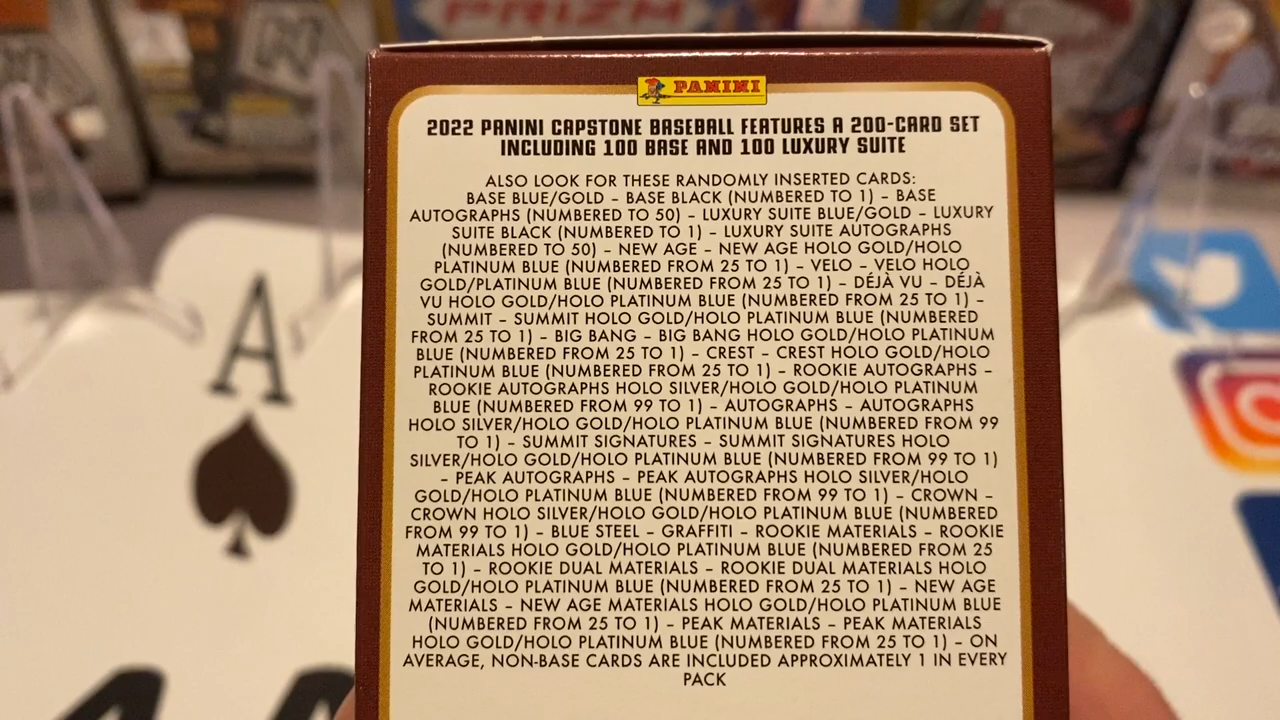 PRIZM
PANINI
2022 PANINI CAPSTONE BASEBALL FEATURES A 200-CARD SET
INCLUDING 100 BASE AND 100 LUXURY SUITE
ALSO LOOK FOR THESE RANDOMLY INSERTED CARDS:
BASE BLUE/GOLD – BASE BLACK (NUMBERED TO 1) – BASE
AUTOGRAPHS (NUMBERED TO 50) – LUXURY SUITE BLUE/GOLD – LUXURY
SUITE BLACK (NUMBERED TO 1) – LUXURY SUITE AUTOGRAPHS
(NUMBERED TO 50) – NEW AGE – NEW AGE HOLO GOLD/HOLO
PLATINUM BLUE (NUMBERED FROM 25 TO 1) – VELO – VELO HOLO
GOLD/PLATINUM BLUE (NUMBERED FROM 25 TO 1) – DÉJÀ VU – DÉJÀ
VU HOLO GOLD/HOLO PLATINUM BLUE (NUMBERED FROM 25 TO 1) –
SUMMIT – SUMMIT HOLO GOLD/HOLO PLATINUM BLUE (NUMBERED
FROM 25 TO 1) – BIG BANG – BIG BANG HOLO GOLD/HOLO PLATINUM
BLUE (NUMBERED FROM 25 TO 1) – CREST – CREST HOLO GOLD/HOLO
PLATINUM BLUE (NUMBERED FROM 25 TO 1) – ROOKIE AUTOGRAPHS –
ROOKIE AUTOGRAPHS HOLO SILVER/HOLO GOLD/HOLO PLATINUM
BLUE (NUMBERED FROM 99 TO 1) – AUTOGRAPHS – AUTOGRAPHS
HOLO SILVER/HOLO GOLD/HOLO PLATINUM BLUE (NUMBERED FROM 99
TO 1) – SUMMIT SIGNATURES – SUMMIT SIGNATURES HOLO
SILVER/HOLO GOLD/HOLO PLATINUM BLUE (NUMBERED FROM 99 TO 1)
– PEAK AUTOGRAPHS – PEAK AUTOGRAPHS HOLO SILVER/HOLO
GOLD/HOLO PLATINUM BLUE (NUMBERED FROM 99 TO 1) – CROWN –
CROWN HOLO SILVER/HOLO GOLD/HOLO PLATINUM BLUE (NUMBERED
FROM 99 TO 1) – BLUE STEEL – GRAFFITI – ROOKIE MATERIALS – ROOKIE
MATERIALS HOLO GOLD/HOLO PLATINUM BLUE (NUMBERED FROM 25
TO 1) – ROOKIE DUAL MATERIALS – ROOKIE DUAL MATERIALS HOLO
GOLD/HOLO PLATINUM BLUE (NUMBERED FROM 25 TO 1) – NEW AGE
MATERIALS – NEW AGE MATERIALS HOLO GOLD/HOLO PLATINUM BLUE
(NUMBERED FROM 25 TO 1) – PEAK MATERIALS – PEAK MATERIALS
HOLO GOLD/HOLO PLATINUM BLUE (NUMBERED FROM 25 TO 1) – ON
AVERAGE, NON-BASE CARDS ARE INCLUDED APPROXIMATELY 1 IN EVERY
PACK
A